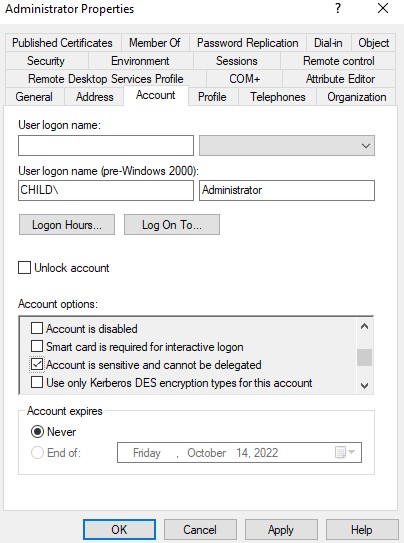 Administrator Properties ? ×
Published Certificates Member Of Password Replication Dial-in Object
Security Environment Sessions Remote control
Remote Desktop Services Profile COM+ Attribute Editor
General Address Account Profile Telephones Organization
User logon name:
User logon name (pre-Windows 2000):
CHILD\ Administrator
Logon Hours... Log On To...
Unlock account
Account options:
Account is disabled
Smart card is required for interactive logon
Account is sensitive and cannot be delegated
Use only Kerberos DES encryption types for this account
Account expires
Never
End of: Friday , October 14, 2022
OK Cancel Apply Help